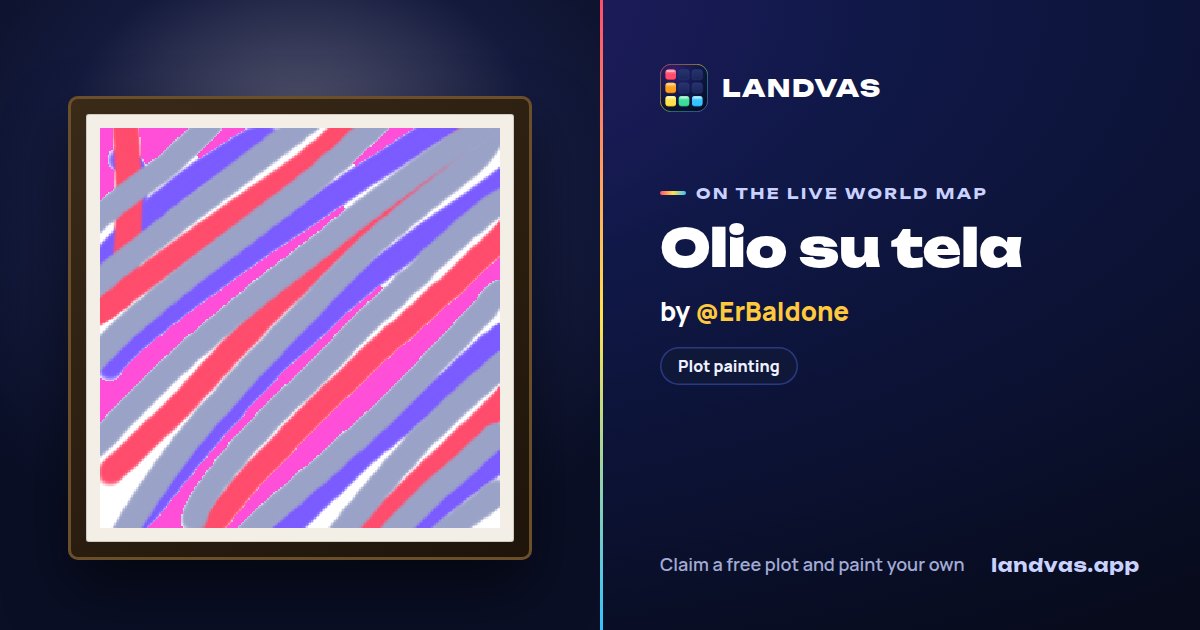 LANDVAS
ON THE LIVE WORLD MAP
Olio su tela
by @ErBaldone
Plot painting
Claim a free plot and paint your own landvas.app